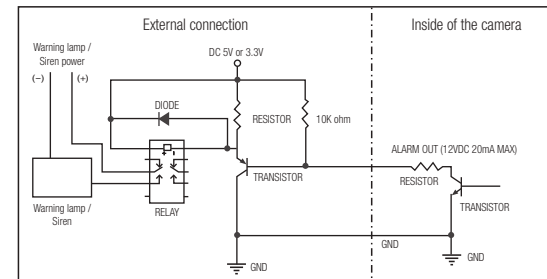 External connection
Inside of the camera
Warning lamp /
Siren power
(−)
(+)
DC 5V or 3.3V
DIODE
RESISTOR
10K ohm
ALARM OUT (12VDC 20mA MAX)
RESISTOR
TRANSISTOR
TRANSISTOR
Warning lamp /
Siren
RELAY
GND
GND
GND